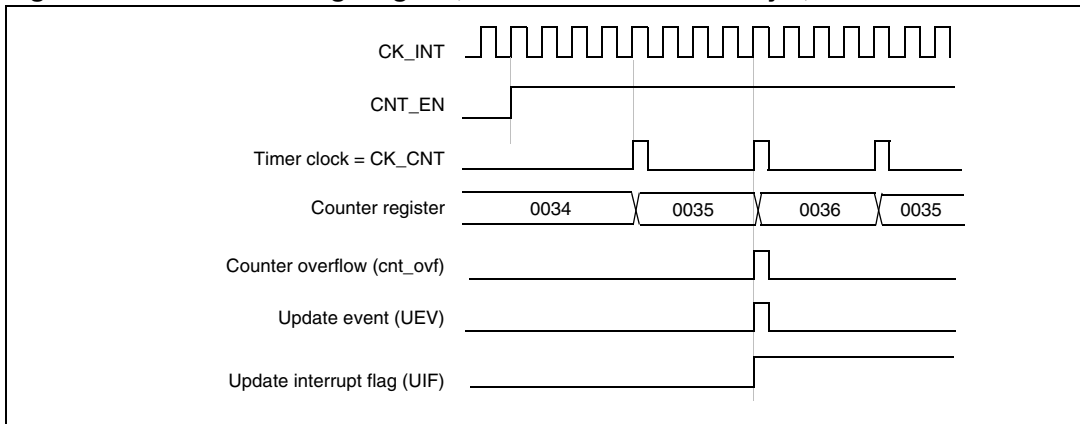 CK_INT
CNT_EN
Timer clock = CK_CNT
Counter register 0034 0035 0036 0035
Counter overflow (cnt_ovf)
Update event (UEV)
Update interrupt flag (UIF)